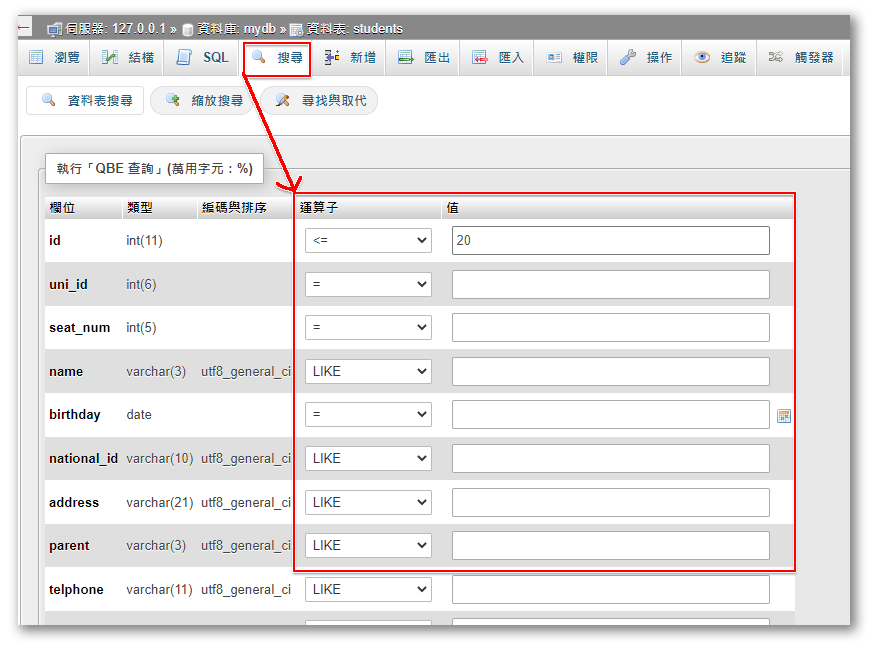 伺服器: 127.0.0.1 » 資料庫: mydb » 資料表: students
瀏覽 結構 SQL 搜尋 新增 匯出 匯入 權限 操作 追蹤 觸發器
資料表搜尋 縮放搜尋 尋找與取代
執行「QBE 查詢」(萬用字元：%)
欄位 類型 編碼與排序 運算子 值
id int(11) <= 20
uni_id int(6) =
seat_num int(5) =
name varchar(3) utf8_general_ci LIKE
birthday date =
national_id varchar(10) utf8_general_ci LIKE
address varchar(21) utf8_general_ci LIKE
parent varchar(3) utf8_general_ci LIKE
telphone varchar(11) utf8_general_ci LIKE